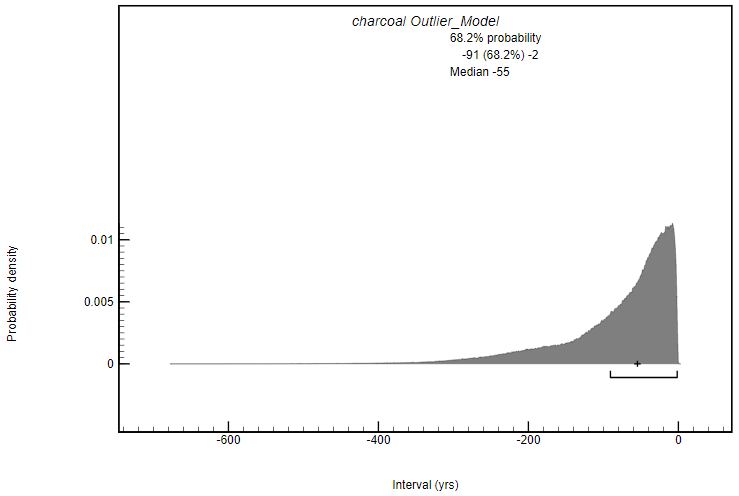 charcoal Outlier_Model
68.2% probability
-91 (68.2%) -2
Median -55
Probability density
0.01
0.005
0
-600 -400 -200 0
Interval (yrs)